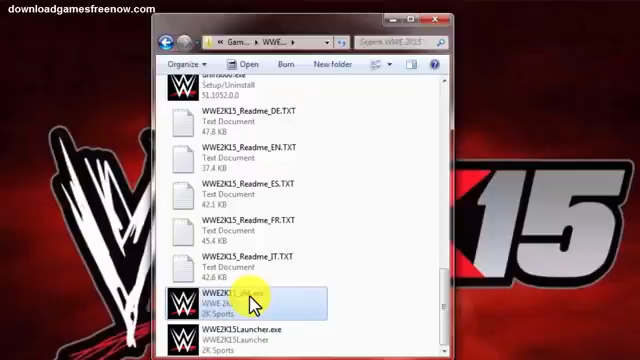 downloadgamesfreenow.com
« Gam... ▸ WWE... ▸
Search WWE 2K15
Organize Open Burn New folder
Setup/Uninstall
51.1052.0.0
WWE2K15_Readme_DE.TXT
Text Document
47.8 KB
WWE2K15_Readme_EN.TXT
Text Document
37.4 KB
WWE2K15_Readme_ES.TXT
Text Document
42.1 KB
WWE2K15_Readme_FR.TXT
Text Document
45.4 KB
WWE2K15_Readme_IT.TXT
Text Document
42.6 KB
2K Sports
WWE2K15Launcher.exe
WWE2K15Launcher
2K Sports
15